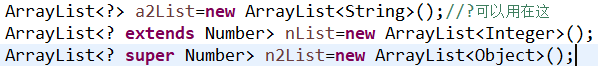 ArrayList<?> a2List=new ArrayList<String>();//?可以用在这
ArrayList<? extends Number> nList=new ArrayList<Integer>();
ArrayList<? super Number> n2List=new ArrayList<Object>();